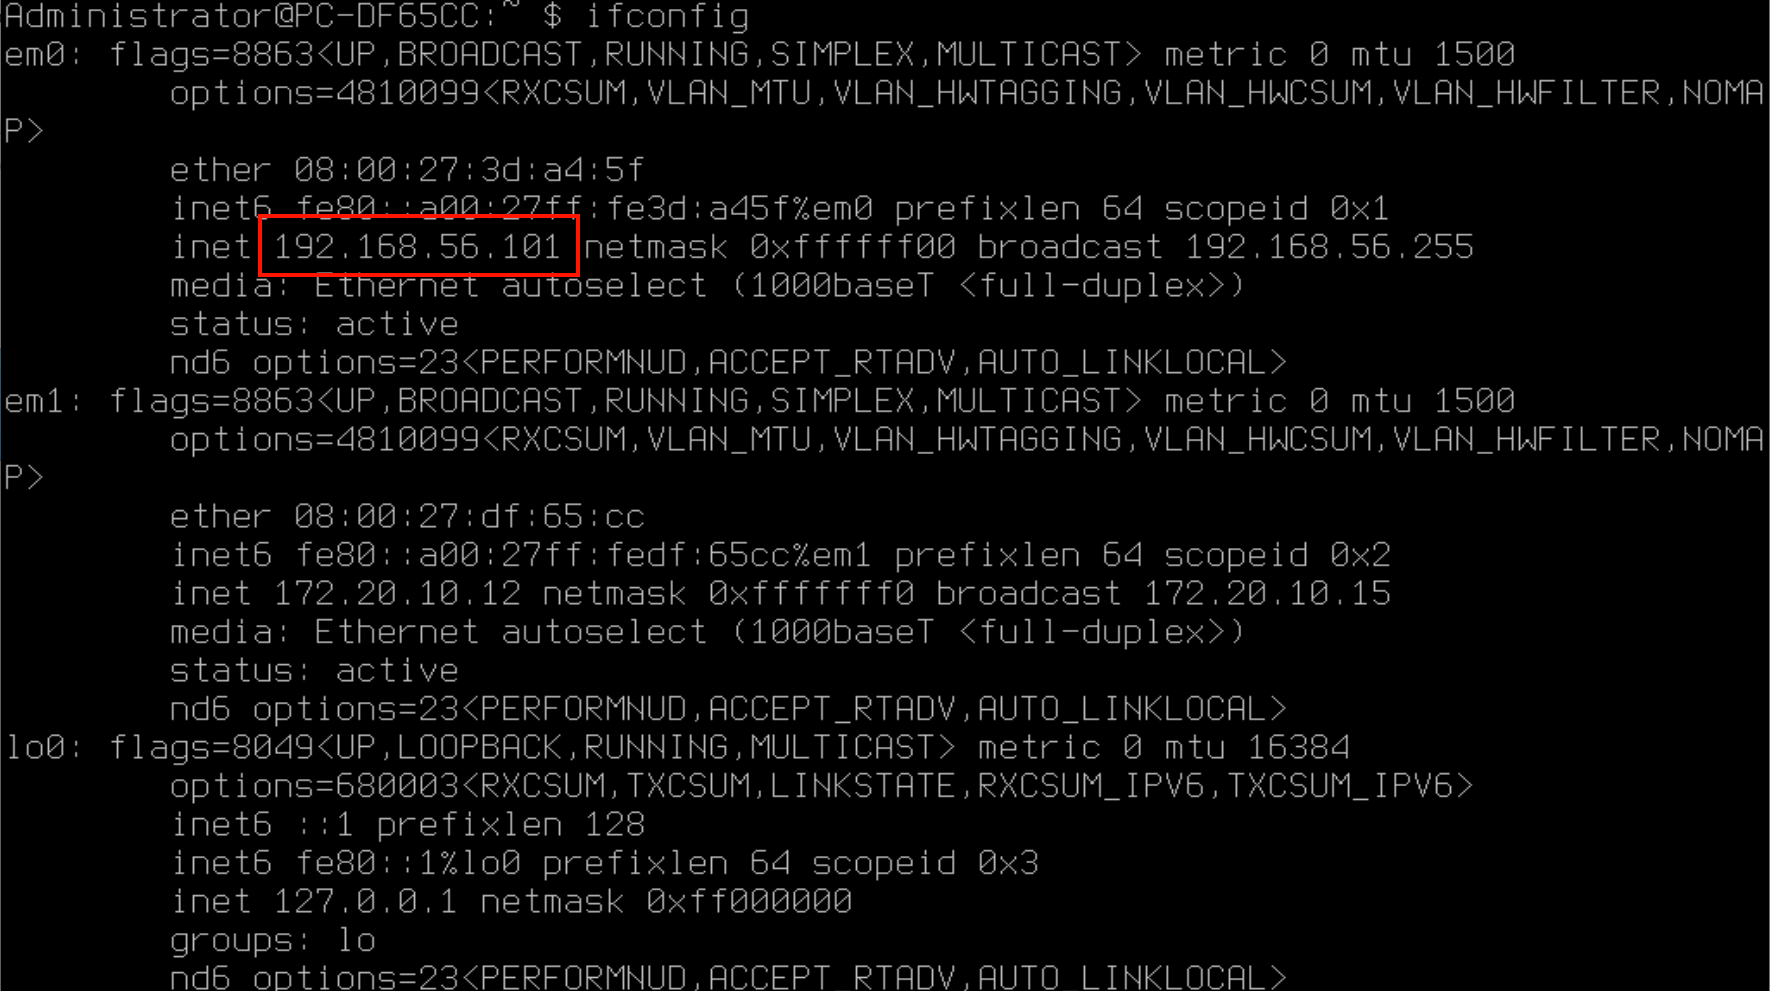 Administrator@PC-DF65CC:~ $ ifconfig
em0: flags=8863<UP,BROADCAST,RUNNING,SIMPLEX,MULTICAST> metric 0 mtu 1500
options=4810099<RXCSUM,VLAN_MTU,VLAN_HWTAGGING,VLAN_HWCSUM,VLAN_HWFILTER,NOMA
P>
ether 08:00:27:3d:a4:5f
inet6 fe80::a00:27ff:fe3d:a45f%em0 prefixlen 64 scopeid 0x1
inet 192.168.56.101 netmask 0xffffff00 broadcast 192.168.56.255
media: Ethernet autoselect (1000baseT <full-duplex>)
status: active
nd6 options=23<PERFORMNUD,ACCEPT_RTADV,AUTO_LINKLOCAL>
em1: flags=8863<UP,BROADCAST,RUNNING,SIMPLEX,MULTICAST> metric 0 mtu 1500
options=4810099<RXCSUM,VLAN_MTU,VLAN_HWTAGGING,VLAN_HWCSUM,VLAN_HWFILTER,NOMA
P>
ether 08:00:27:df:65:cc
inet6 fe80::a00:27ff:fedf:65cc%em1 prefixlen 64 scopeid 0x2
inet 172.20.10.12 netmask 0xfffffff0 broadcast 172.20.10.15
media: Ethernet autoselect (1000baseT <full-duplex>)
status: active
nd6 options=23<PERFORMNUD,ACCEPT_RTADV,AUTO_LINKLOCAL>
lo0: flags=8049<UP,LOOPBACK,RUNNING,MULTICAST> metric 0 mtu 16384
options=680003<RXCSUM,TXCSUM,LINKSTATE,RXCSUM_IPV6,TXCSUM_IPV6>
inet6 ::1 prefixlen 128
inet6 fe80::1%lo0 prefixlen 64 scopeid 0x3
inet 127.0.0.1 netmask 0xff000000
groups: lo
nd6 options=23<PERFORMNUD,ACCEPT_RTADV,AUTO_LINKLOCAL>